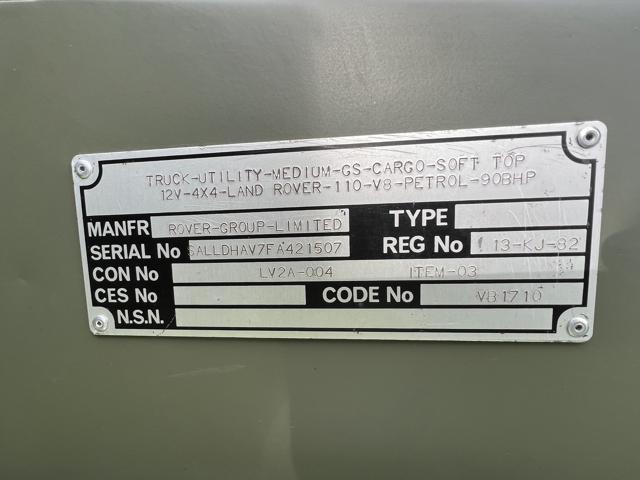 TRUCK-UTILITY-MEDIUM-GS-CARGO-SOFT TOP
12V-4X4-LAND ROVER-110-V8-PETROL-90BHP
MANFR ROVER-GROUP-LIMITED TYPE
SERIAL No SALLDHAV7FA421507 REG No 13-KJ-82
CON No LV2A-004 ITEM-03
CES No CODE No VB1710
N.S.N.